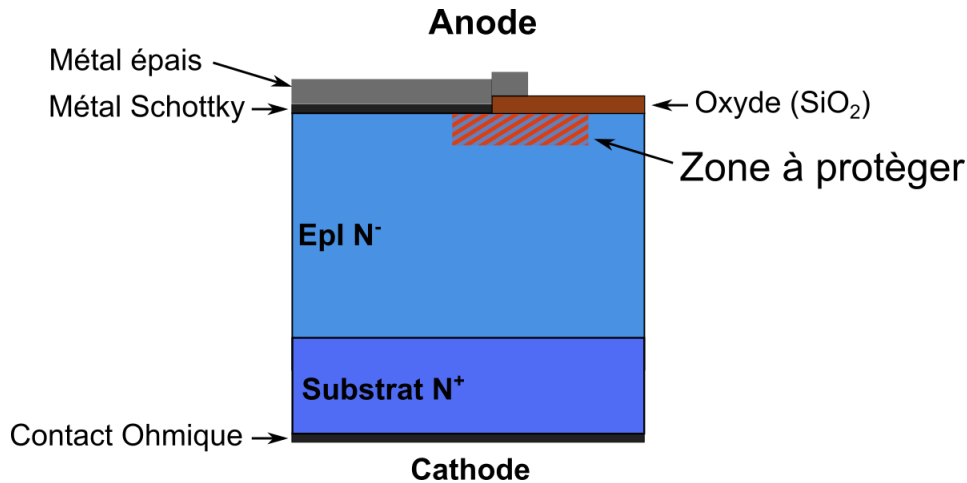 Anode
Métal épais
Métal Schottky
Oxyde (SiO₂)
Zone à protèger
EpI N⁻
Substrat N⁺
Contact Ohmique
Cathode